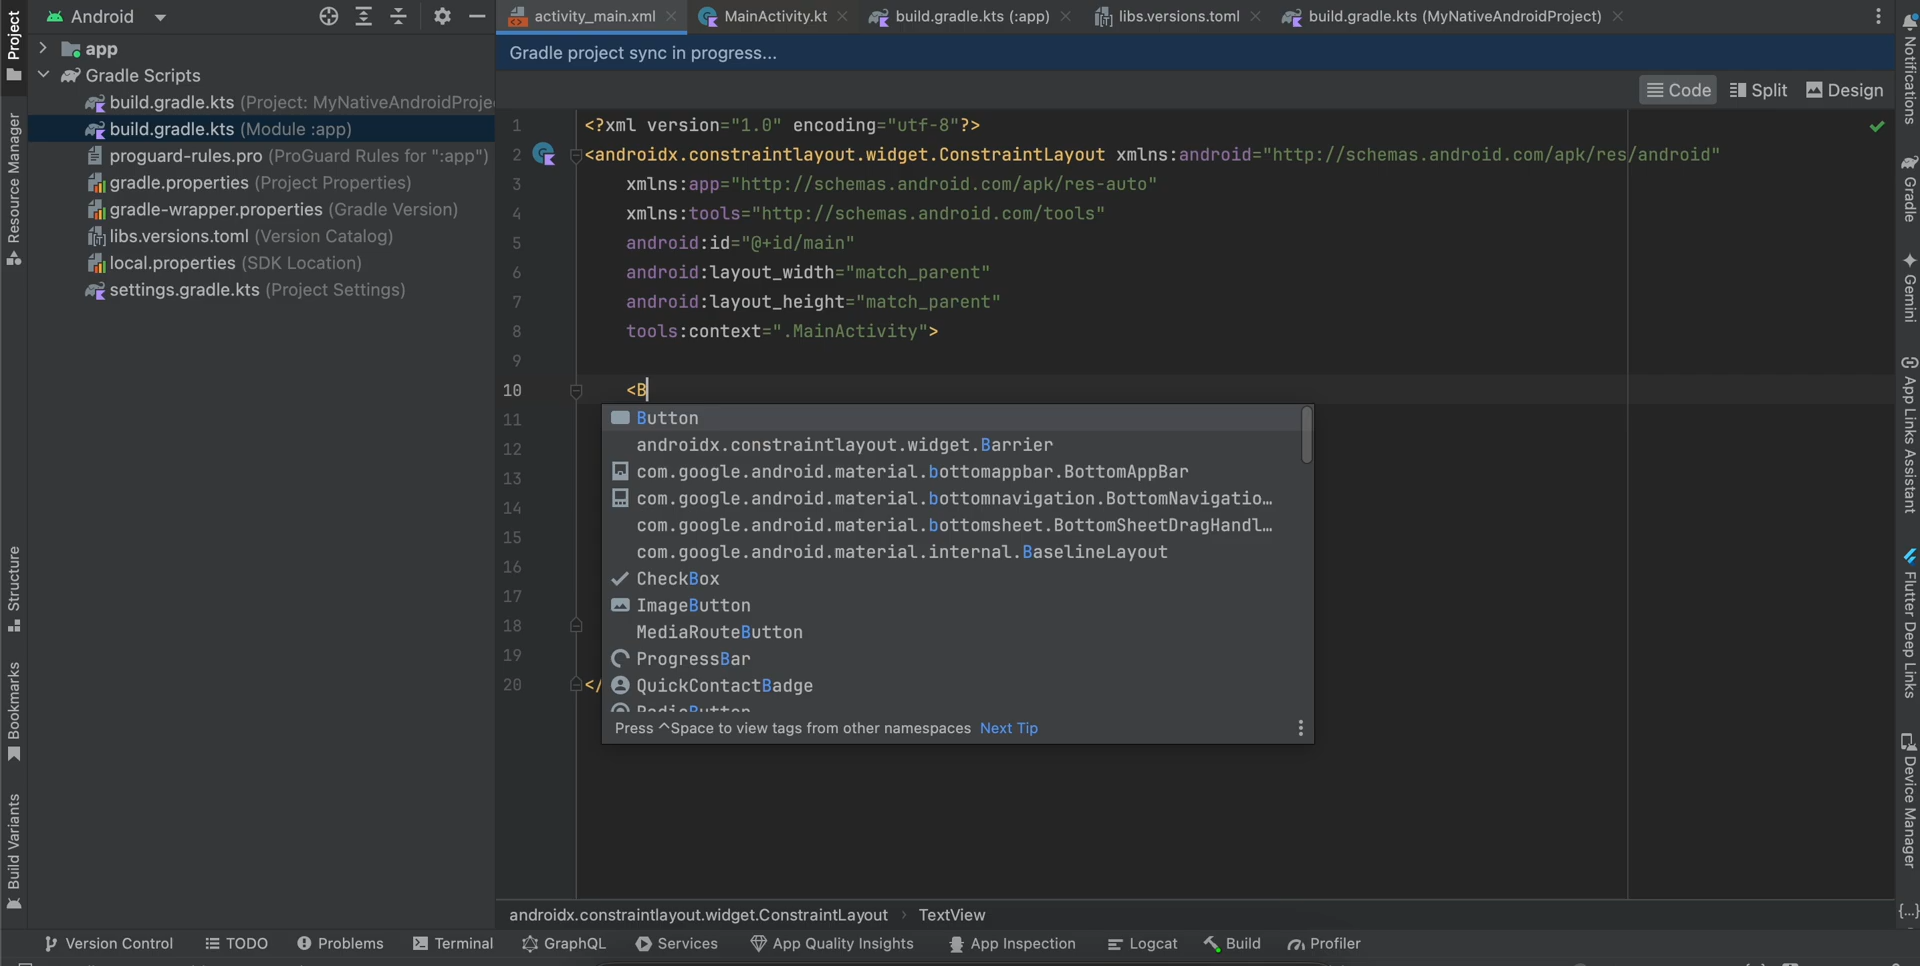 Project
Android
activity_main.xml
MainActivity.kt
build.gradle.kts (:app)
libs.versions.toml
build.gradle.kts (MyNativeAndroidProject)
app
Gradle Scripts
build.gradle.kts (Project: MyNativeAndroidProje
build.gradle.kts (Module :app)
proguard-rules.pro (ProGuard Rules for ":app")
gradle.properties (Project Properties)
gradle-wrapper.properties (Gradle Version)
libs.versions.toml (Version Catalog)
local.properties (SDK Location)
settings.gradle.kts (Project Settings)
Resource Manager
Structure
Bookmarks
Build Variants
Gradle project sync in progress...
Code
Split
Design
1 <?xml version="1.0" encoding="utf-8"?>
2 <androidx.constraintlayout.widget.ConstraintLayout xmlns:android="http://schemas.android.com/apk/res/android"
3 xmlns:app="http://schemas.android.com/apk/res-auto"
4 xmlns:tools="http://schemas.android.com/tools"
5 android:id="@+id/main"
6 android:layout_width="match_parent"
7 android:layout_height="match_parent"
8 tools:context=".MainActivity">
9
10 <B
11
12
13
14
15
16
17
18
19
20 </
Button
androidx.constraintlayout.widget.Barrier
com.google.android.material.bottomappbar.BottomAppBar
com.google.android.material.bottomnavigation.BottomNavigatio…
com.google.android.material.bottomsheet.BottomSheetDragHandl…
com.google.android.material.internal.BaselineLayout
CheckBox
ImageButton
MediaRouteButton
ProgressBar
QuickContactBadge
RadioButton
Press ^Space to view tags from other namespaces Next Tip
androidx.constraintlayout.widget.ConstraintLayout › TextView
Notifications
Gradle
Gemini
App Links Assistant
Flutter Deep Links
Device Manager
{...}
Version Control
TODO
Problems
Terminal
GraphQL
Services
App Quality Insights
App Inspection
Logcat
Build
Profiler